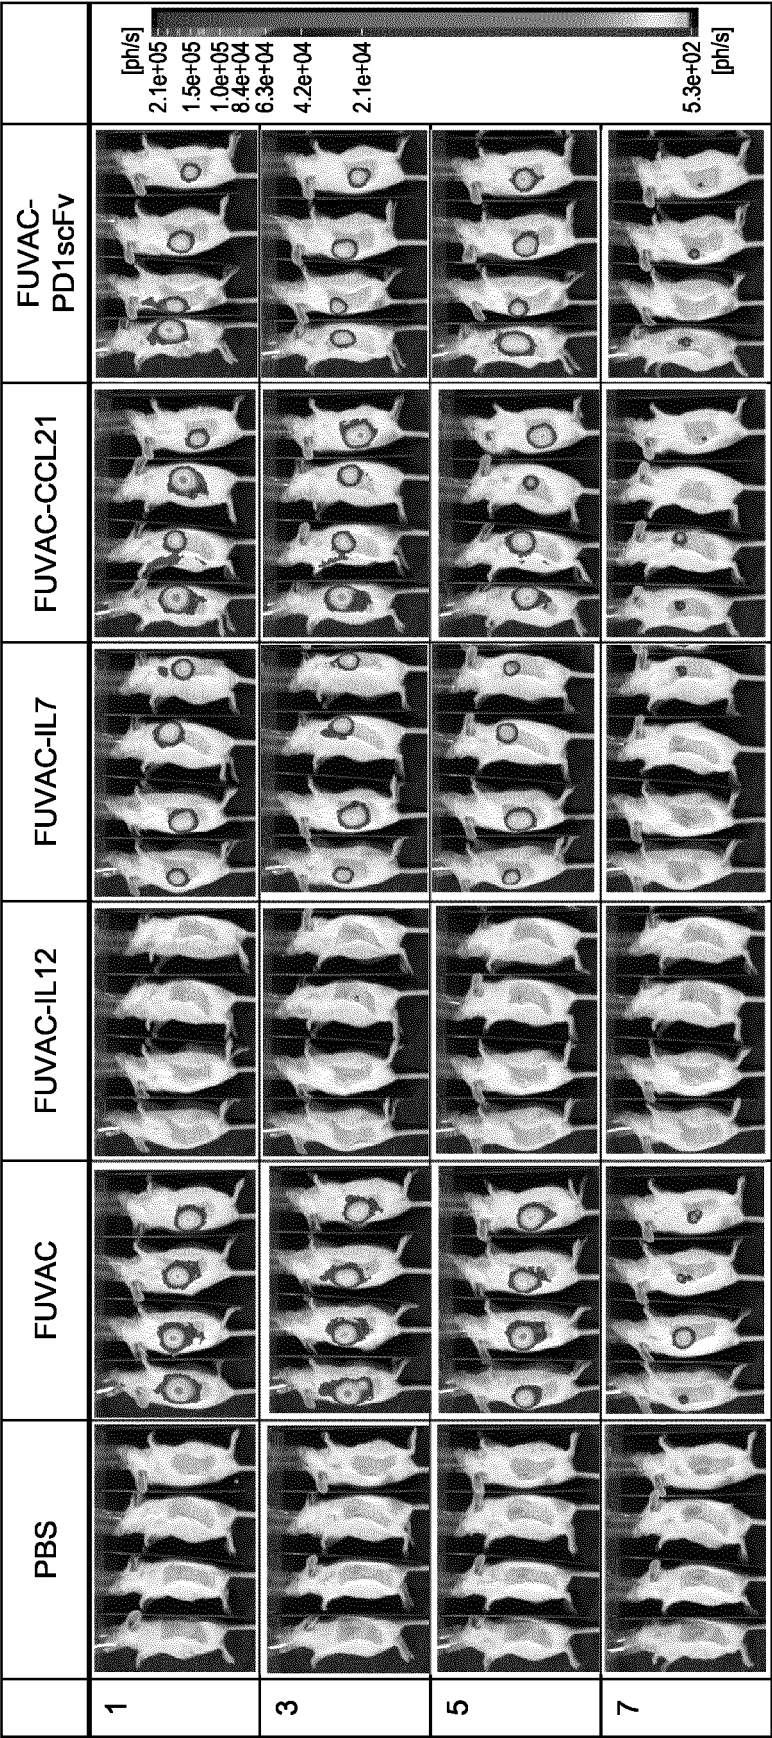 PBS
FUVAC
FUVAC-IL12
FUVAC-IL7
FUVAC-CCL21
FUVAC-
PD1scFv
1
3
5
7
[ph/s]
2.1e+05
1.5e+05
1.0e+05
8.4e+04
6.3e+04
4.2e+04
2.1e+04
5.3e+02
[ph/s]